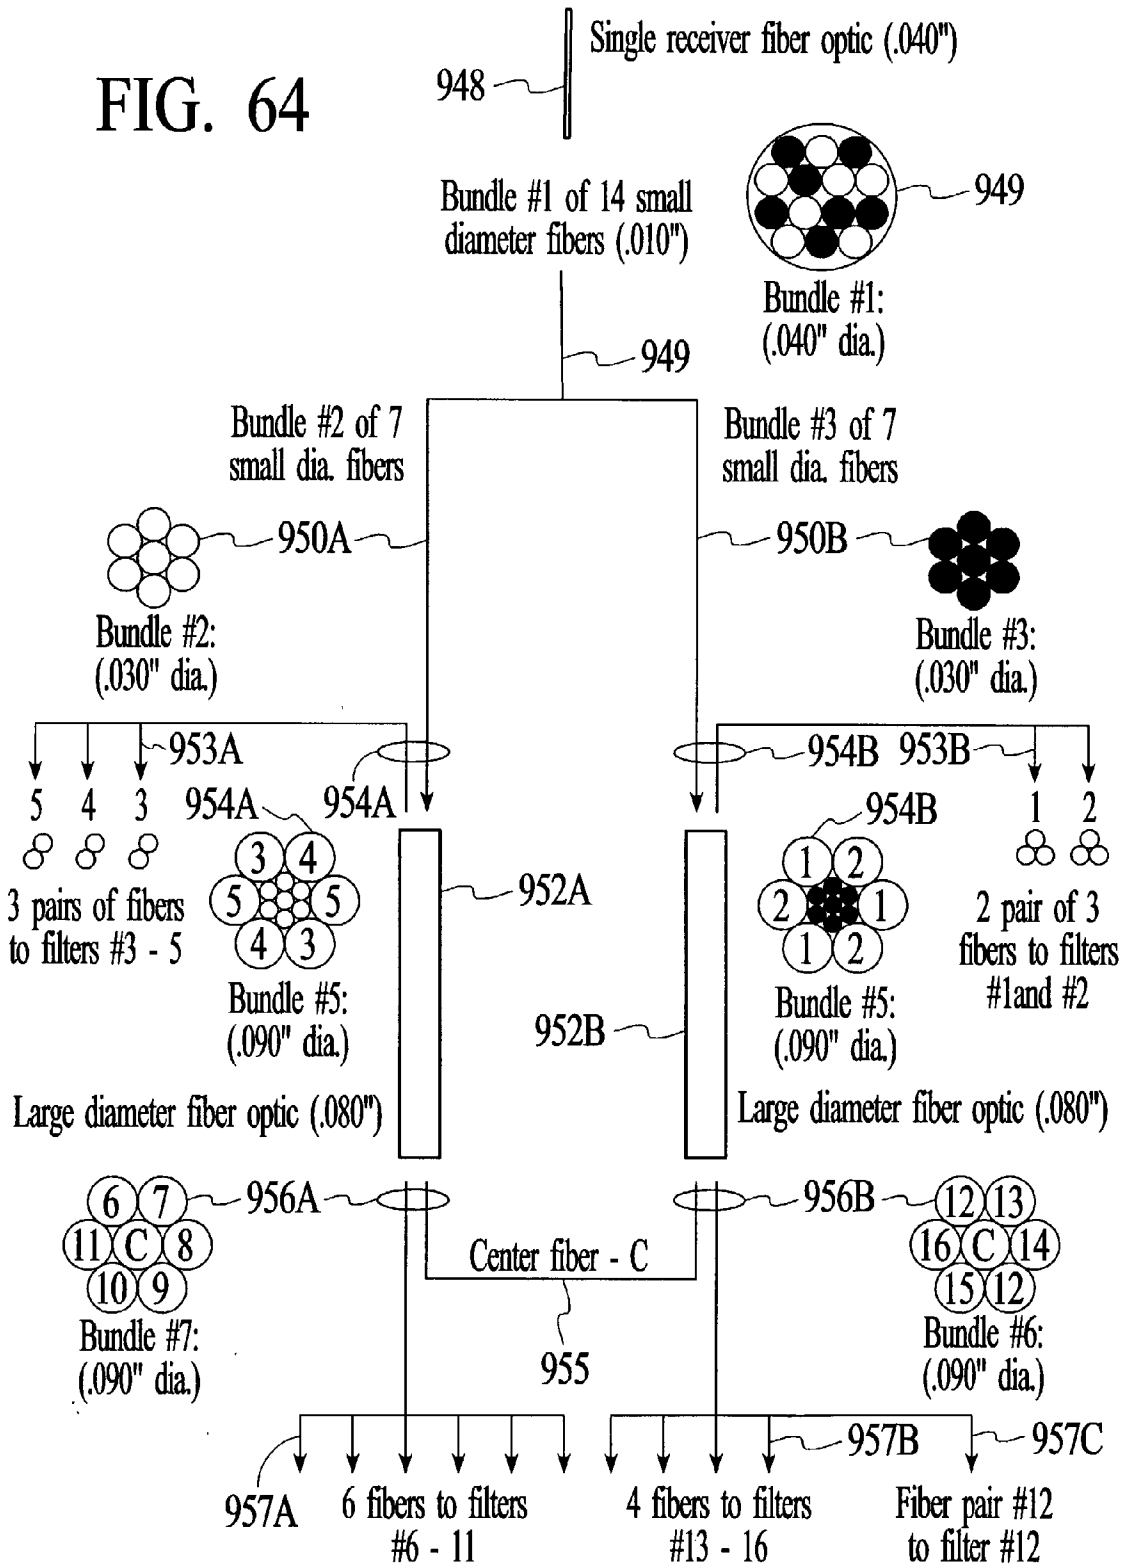 FIG. 64
Single receiver fiber optic (.040")
948
Bundle #1 of 14 small
diameter fibers (.010")
949
Bundle #1:
(.040" dia.)
949
Bundle #2 of 7
small dia. fibers
Bundle #3 of 7
small dia. fibers
950A
950B
Bundle #2:
(.030" dia.)
Bundle #3:
(.030" dia.)
953A
954A
954A
954B
953B
954B
5 4 3
1 2
3 pairs of fibers
to filters #3 - 5
3 4
5 5
4 3
Bundle #5:
(.090" dia.)
952A
952B
1 2
2 1
1 2
Bundle #5:
(.090" dia.)
2 pair of 3
fibers to filters
#1and #2
Large diameter fiber optic (.080")
Large diameter fiber optic (.080")
6 7
11 C 8
10 9
Bundle #7:
(.090" dia.)
956A
956B
Center fiber - C
955
12 13
16 C 14
15 12
Bundle #6:
(.090" dia.)
957A
957B
957C
6 fibers to filters
#6 - 11
4 fibers to filters
#13 - 16
Fiber pair #12
to filter #12